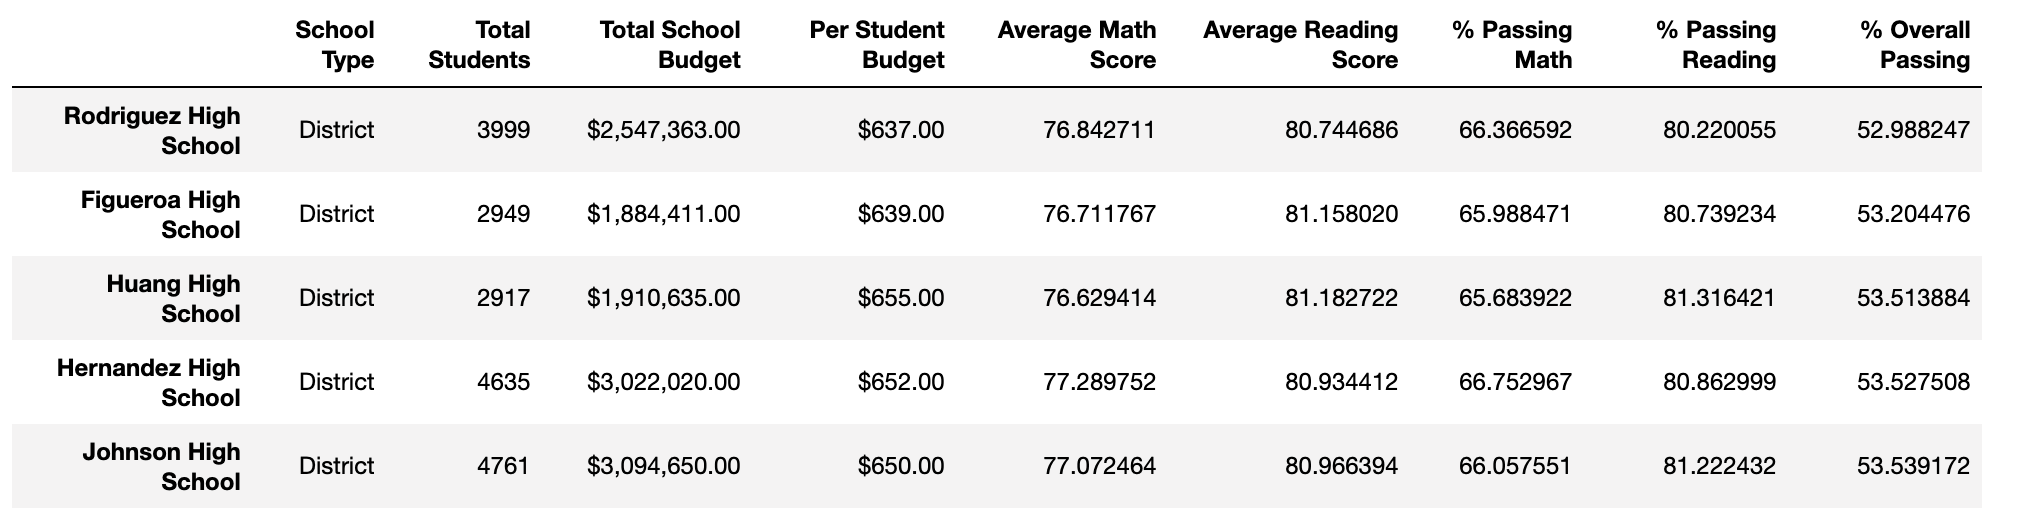 School Type Total Students Total School Budget Per Student Budget Average Math Score Average Reading Score % Passing Math % Passing Reading % Overall Passing
Rodriguez High School District 3999 $2,547,363.00 $637.00 76.842711 80.744686 66.366592 80.220055 52.988247
Figueroa High School District 2949 $1,884,411.00 $639.00 76.711767 81.158020 65.988471 80.739234 53.204476
Huang High School District 2917 $1,910,635.00 $655.00 76.629414 81.182722 65.683922 81.316421 53.513884
Hernandez High School District 4635 $3,022,020.00 $652.00 77.289752 80.934412 66.752967 80.862999 53.527508
Johnson High School District 4761 $3,094,650.00 $650.00 77.072464 80.966394 66.057551 81.222432 53.539172